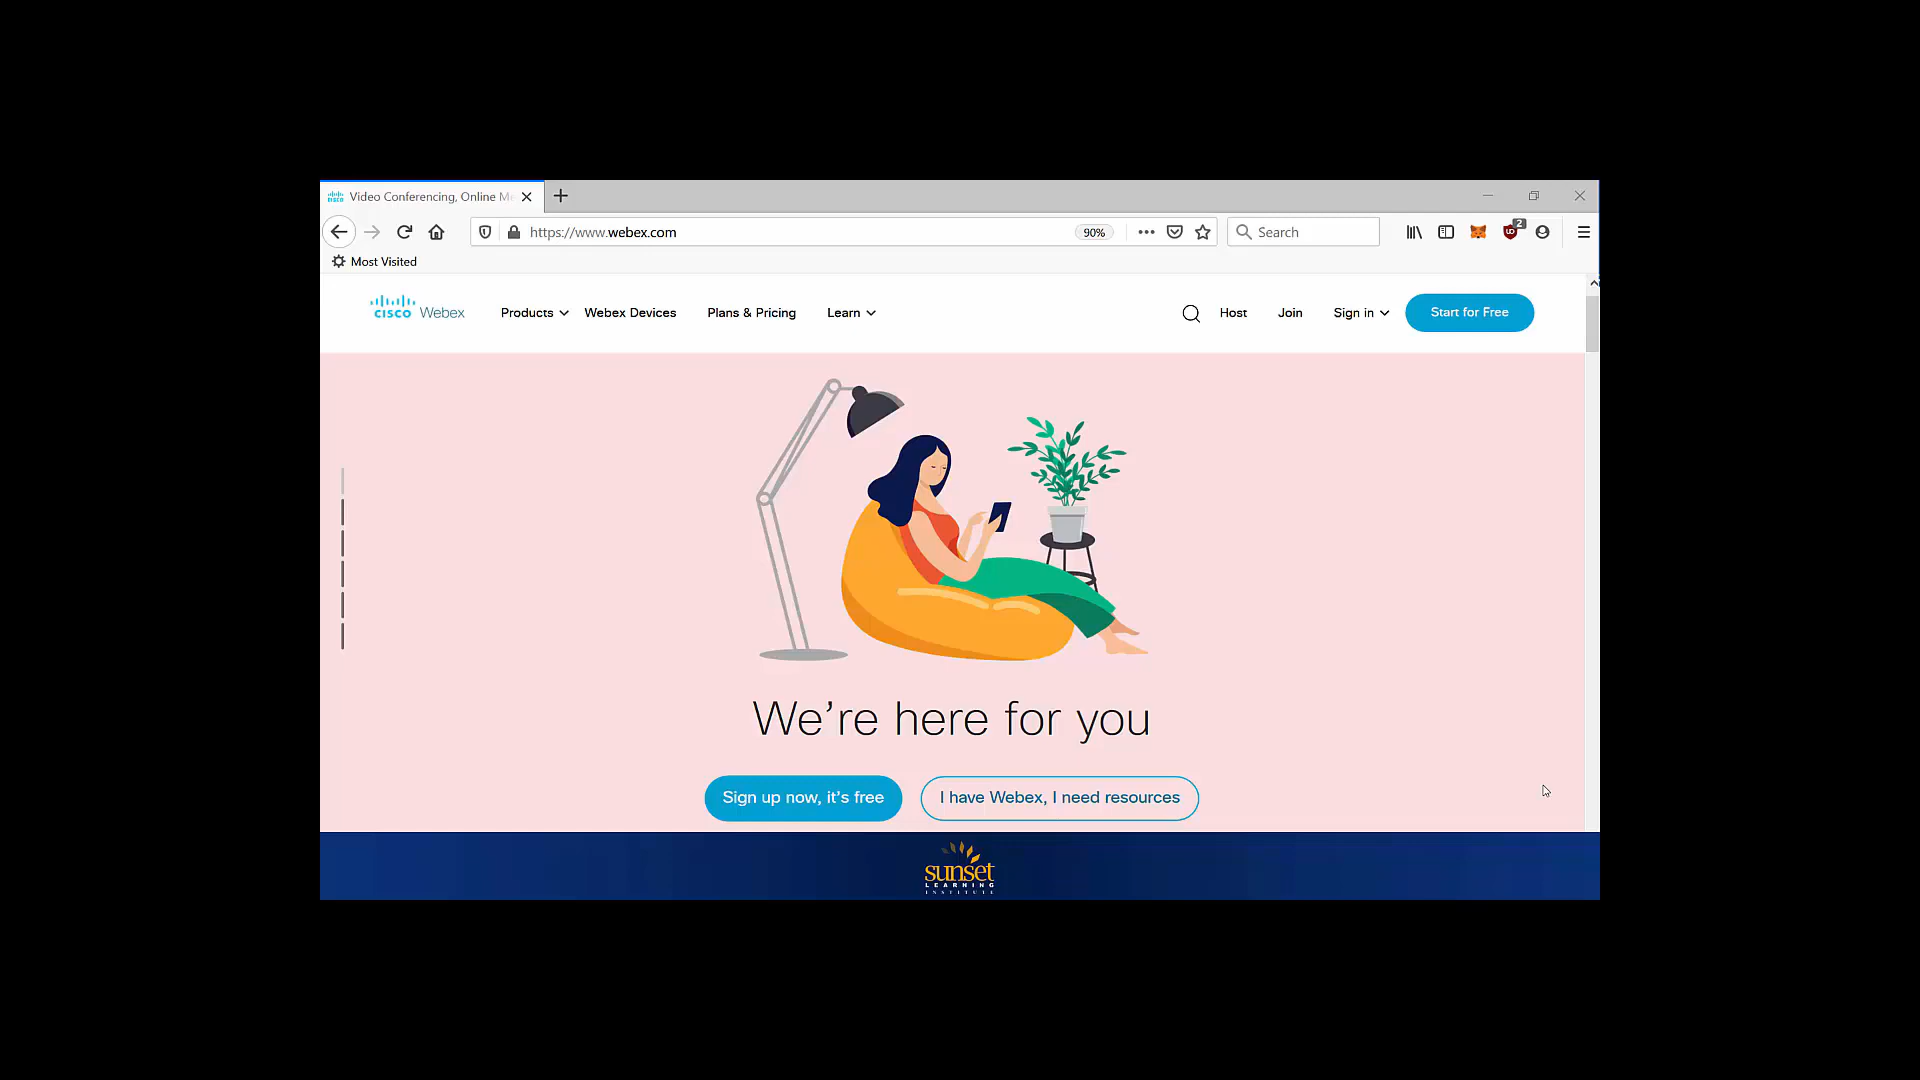 Video Conferencing, Online Me
https://www.webex.com
90%
Search
2
Most Visited
CISCO Webex
Products
Webex Devices
Plans & Pricing
Learn
Host
Join
Sign in
Start for Free
We're here for you
Sign up now, it's free
I have Webex, I need resources
sunset
LEARNING
INSTITUTE